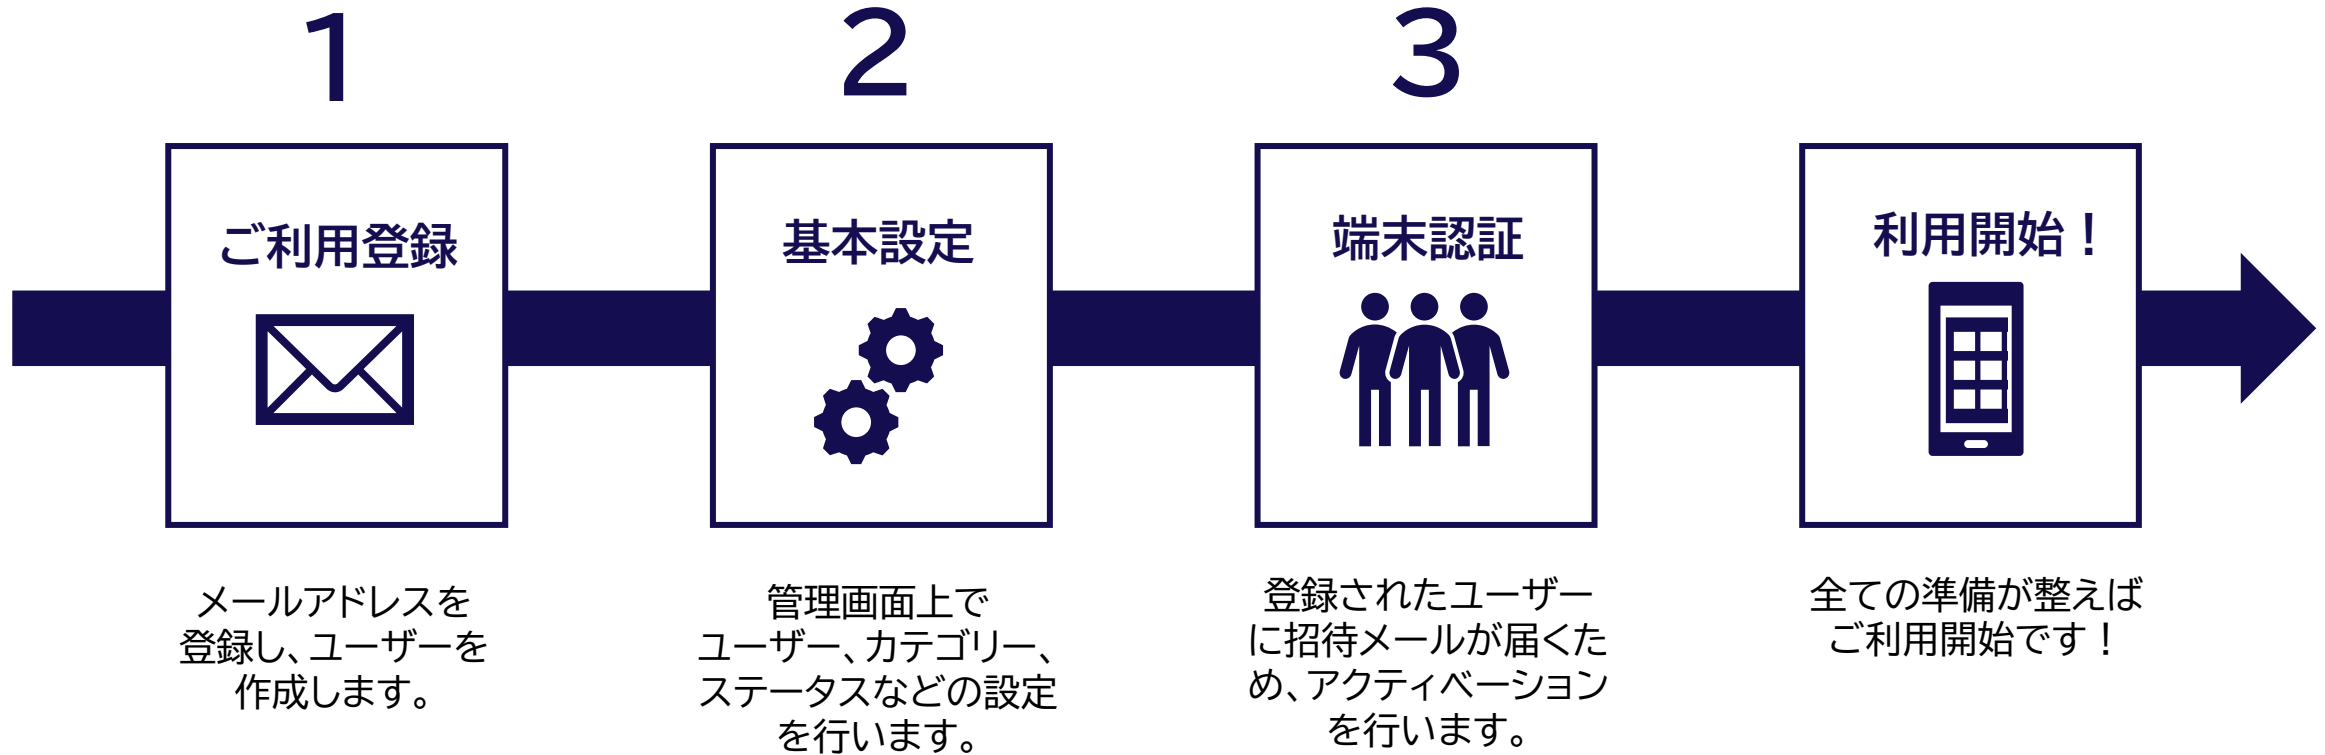 1
ご利用登録
メールアドレスを
登録し、ユーザーを
作成します。
2
基本設定
管理画面上で
ユーザー、カテゴリー、
ステータスなどの設定
を行います。
3
端末認証
登録されたユーザー
に招待メールが届くた
め、アクティベーション
を行います。
利用開始！
全ての準備が整えば
ご利用開始です！